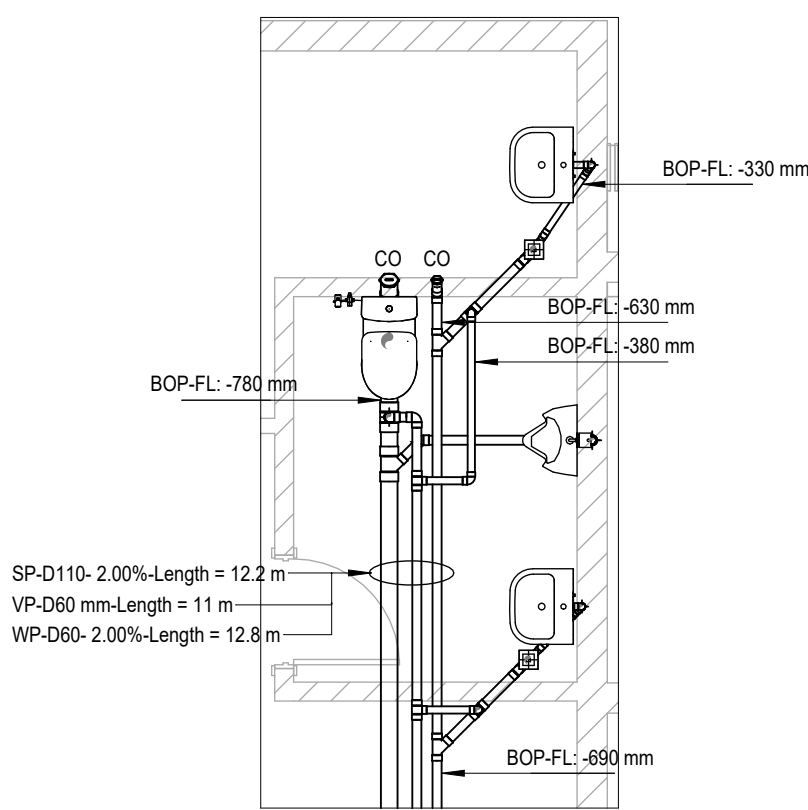 BOP-FL: -330 mm
CO CO
BOP-FL: -630 mm
BOP-FL: -380 mm
BOP-FL: -780 mm
SP-D110- 2.00%-Length = 12.2 m
VP-D60 mm-Length = 11 m
WP-D60- 2.00%-Length = 12.8 m
BOP-FL: -690 mm